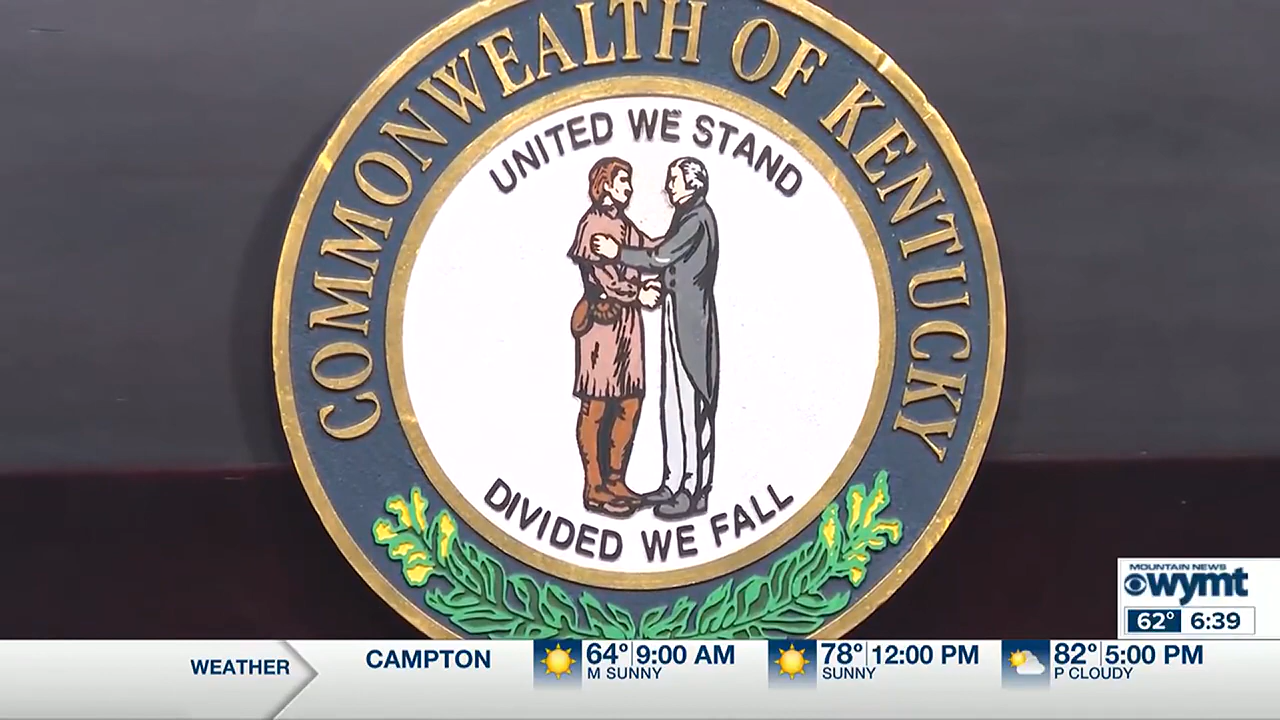 COMMONWEALTH OF KENTUCKY
UNITED WE STAND
DIVIDED WE FALL
MOUNTAIN NEWS
wymt
62° 6:39
WEATHER
CAMPTON
64° 9:00 AM
M SUNNY
78° 12:00 PM
SUNNY
82° 5:00 PM
P CLOUDY